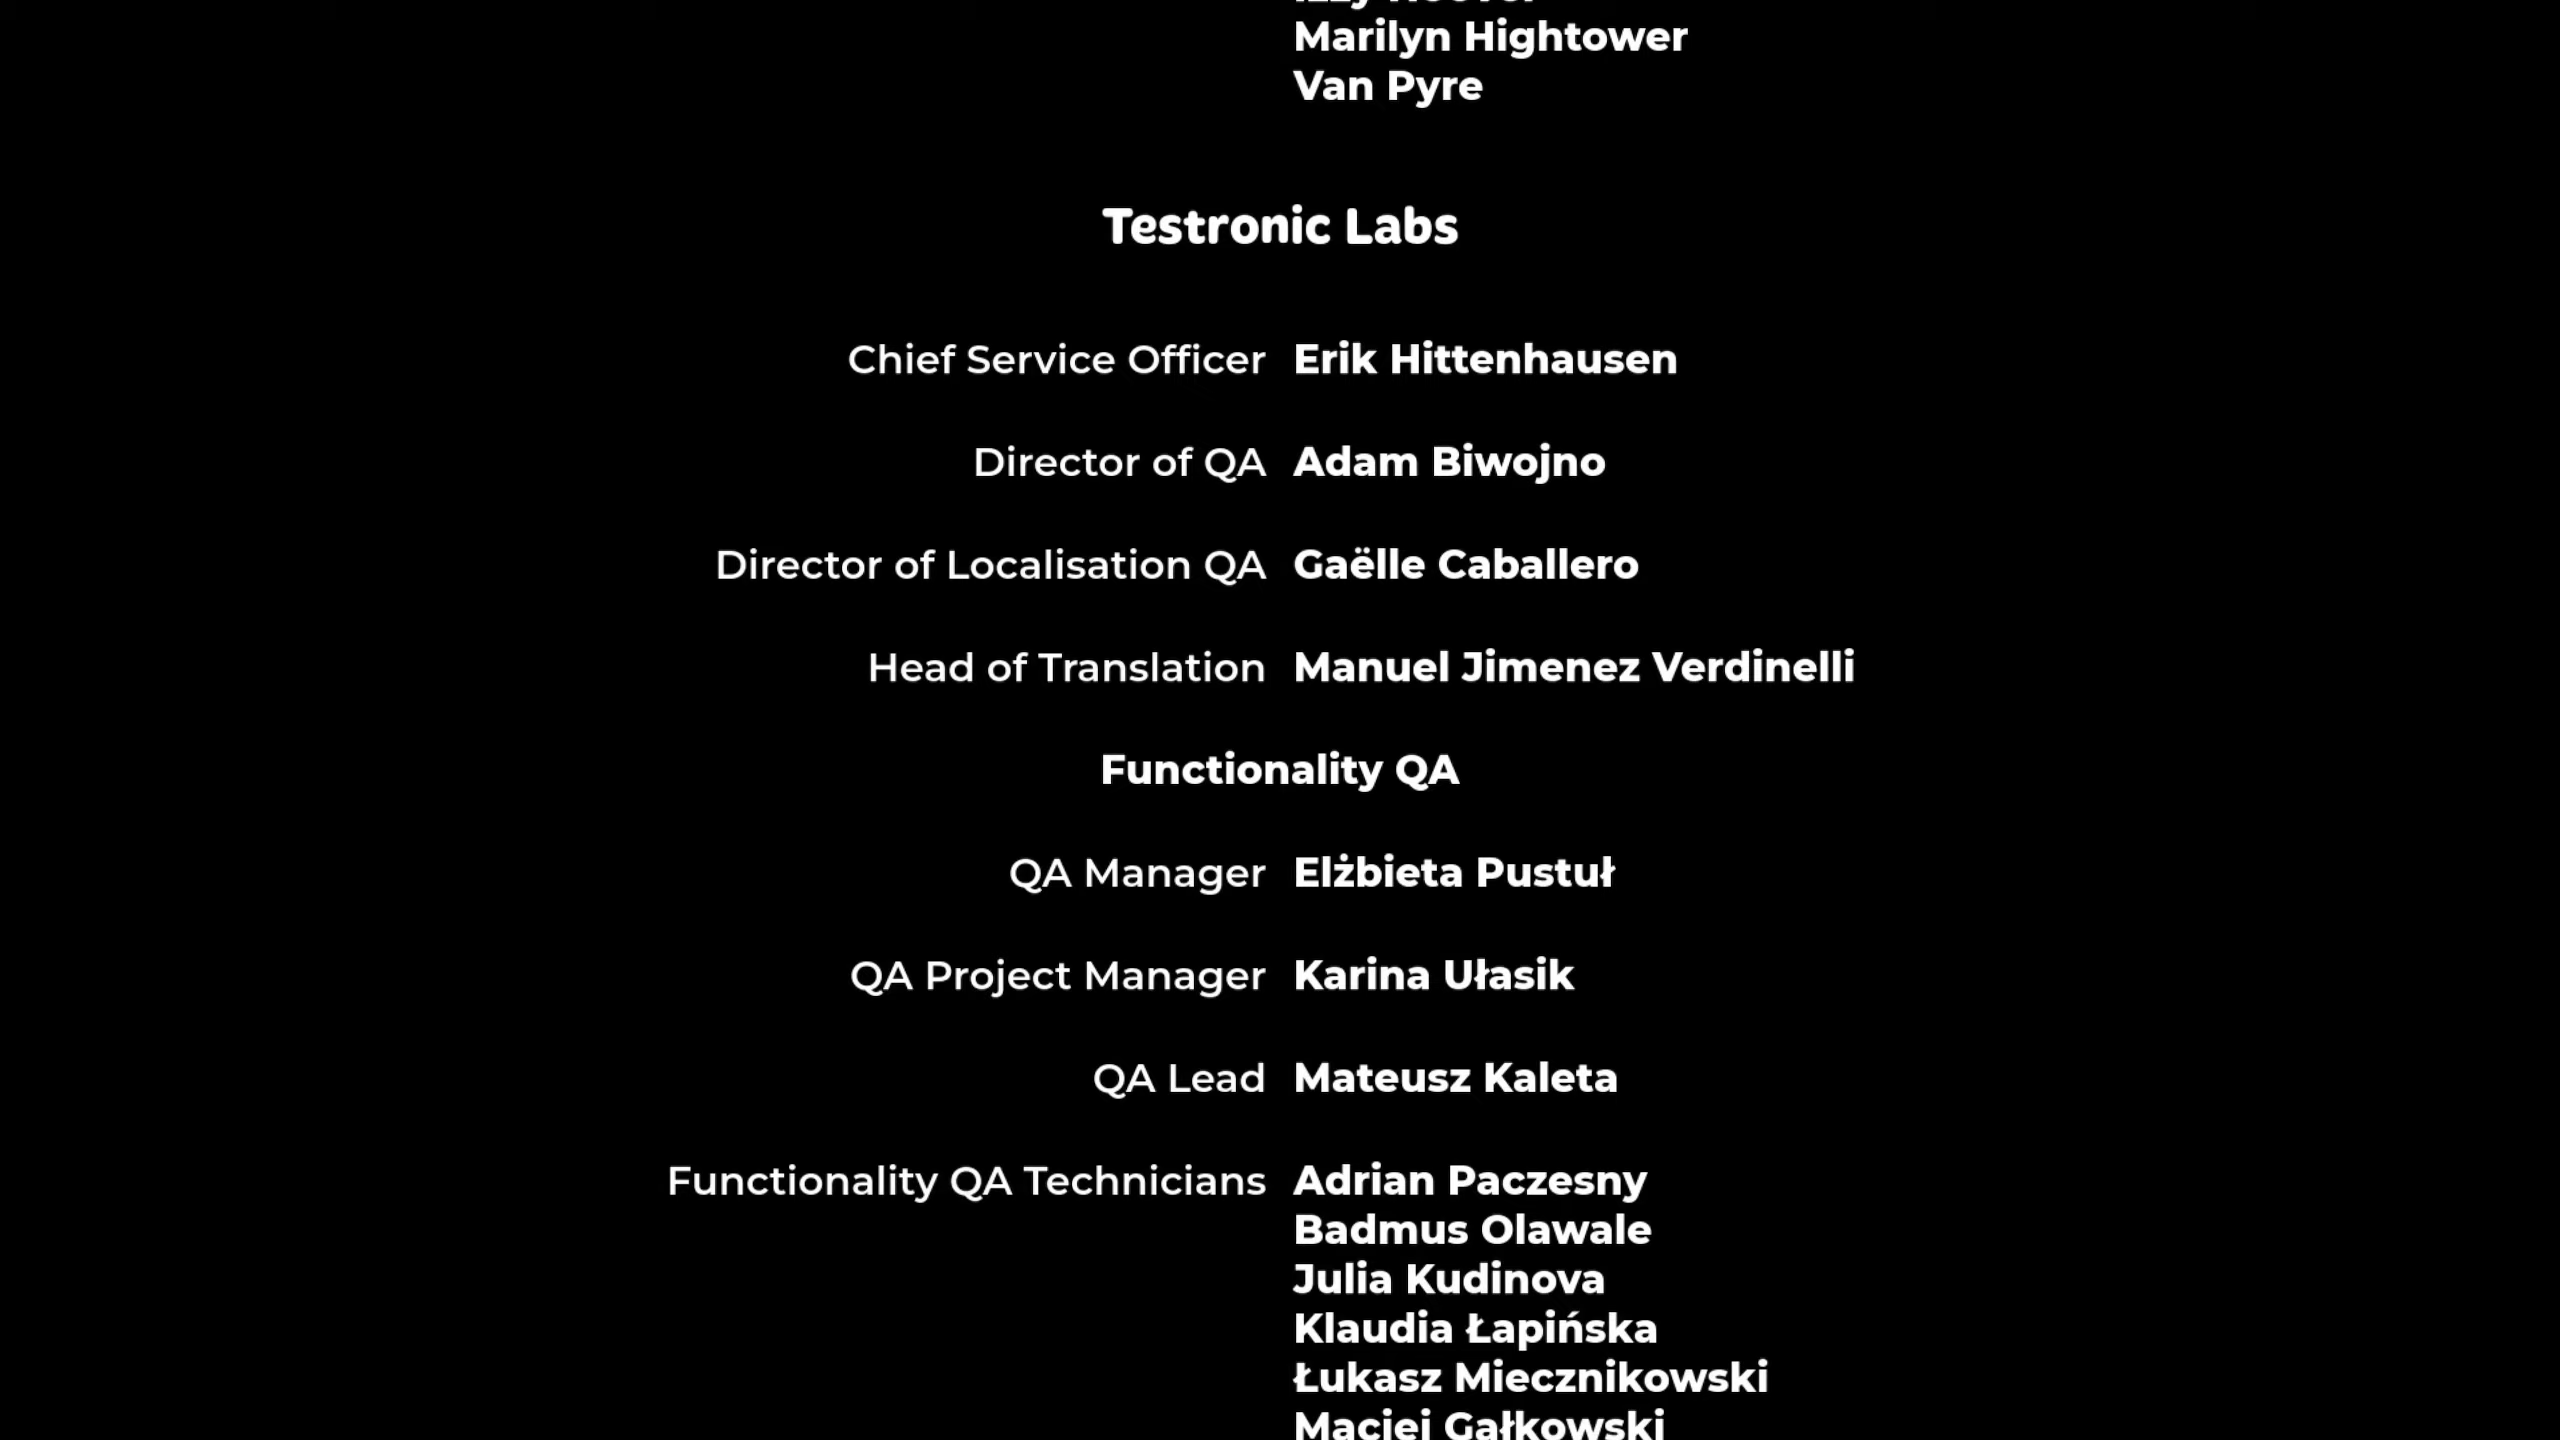 Marilyn Hightower
Van Pyre
Testronic Labs
Chief Service Officer Erik Hittenhausen
Director of QA Adam Biwojno
Director of Localisation QA Gaëlle Caballero
Head of Translation Manuel Jimenez Verdinelli
Functionality QA
QA Manager Elżbieta Pustuł
QA Project Manager Karina Ułasik
QA Lead Mateusz Kaleta
Functionality QA Technicians Adrian Paczesny
Badmus Olawale
Julia Kudinova
Klaudia Łapińska
Łukasz Miecznikowski
Maciej Gałkowski